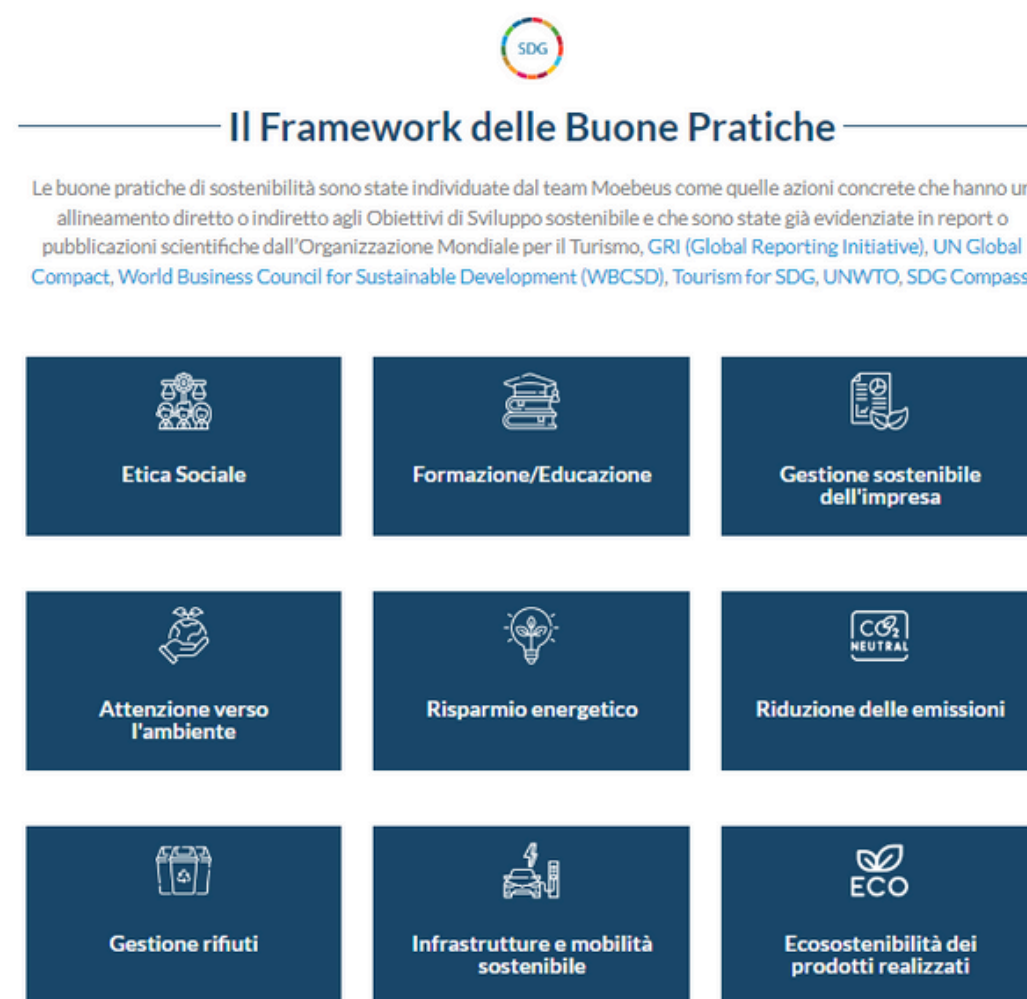 SDG
Il Framework delle Buone Pratiche
Le buone pratiche di sostenibilità sono state individuate dal team Moebeus come quelle azioni concrete che hanno un
allineamento diretto o indiretto agli Obiettivi di Sviluppo sostenibile e che sono state già evidenziate in report o
pubblicazioni scientifiche dall'Organizzazione Mondiale per il Turismo, GRI (Global Reporting Initiative), UN Global
Compact, World Business Council for Sustainable Development (WBCSD), Tourism for SDG, UNWTO, SDG Compass
Etica Sociale
Formazione/Educazione
Gestione sostenibile
dell'impresa
Attenzione verso
l'ambiente
Risparmio energetico
CO2
NEUTRAL
Riduzione delle emissioni
Gestione rifiuti
Infrastrutture e mobilità
sostenibile
ECO
Ecosostenibilità dei
prodotti realizzati